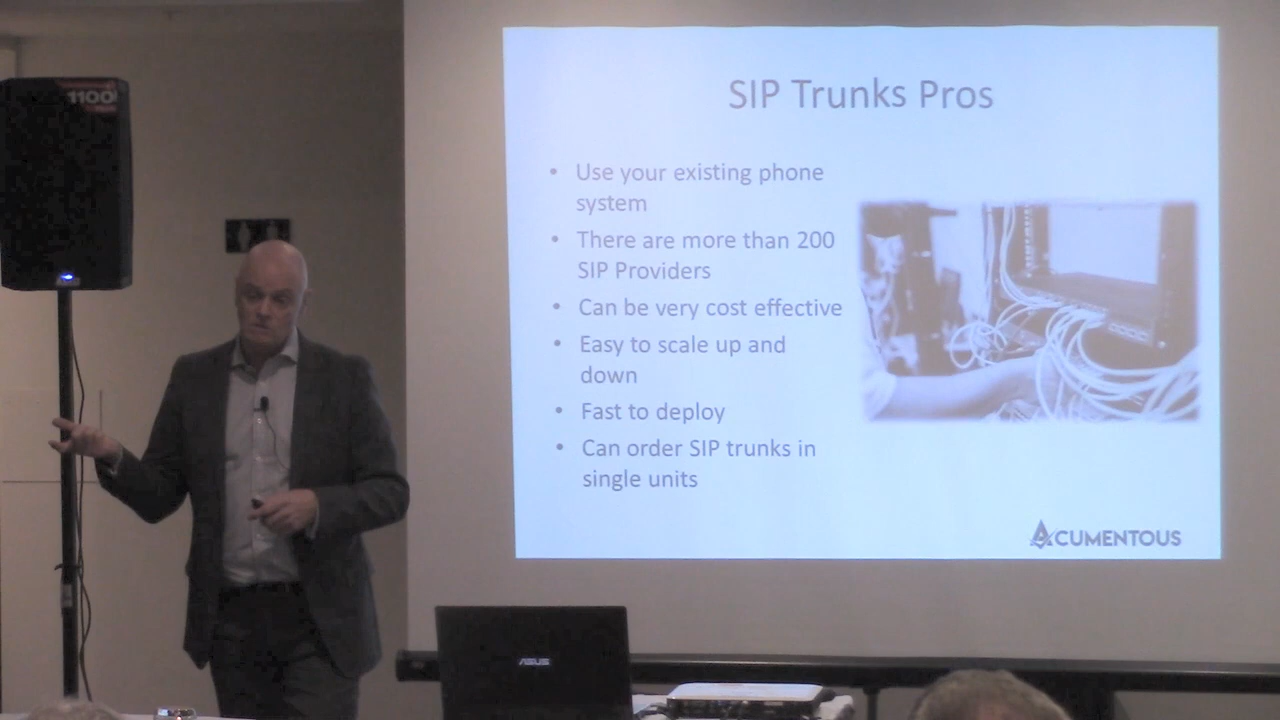 1100
SIP Trunks Pros
• Use your existing phone
system
• There are more than 200
SIP Providers
• Can be very cost effective
• Easy to scale up and
down
• Fast to deploy
• Can order SIP trunks in
single units
ACUMENTOUS
ASUS